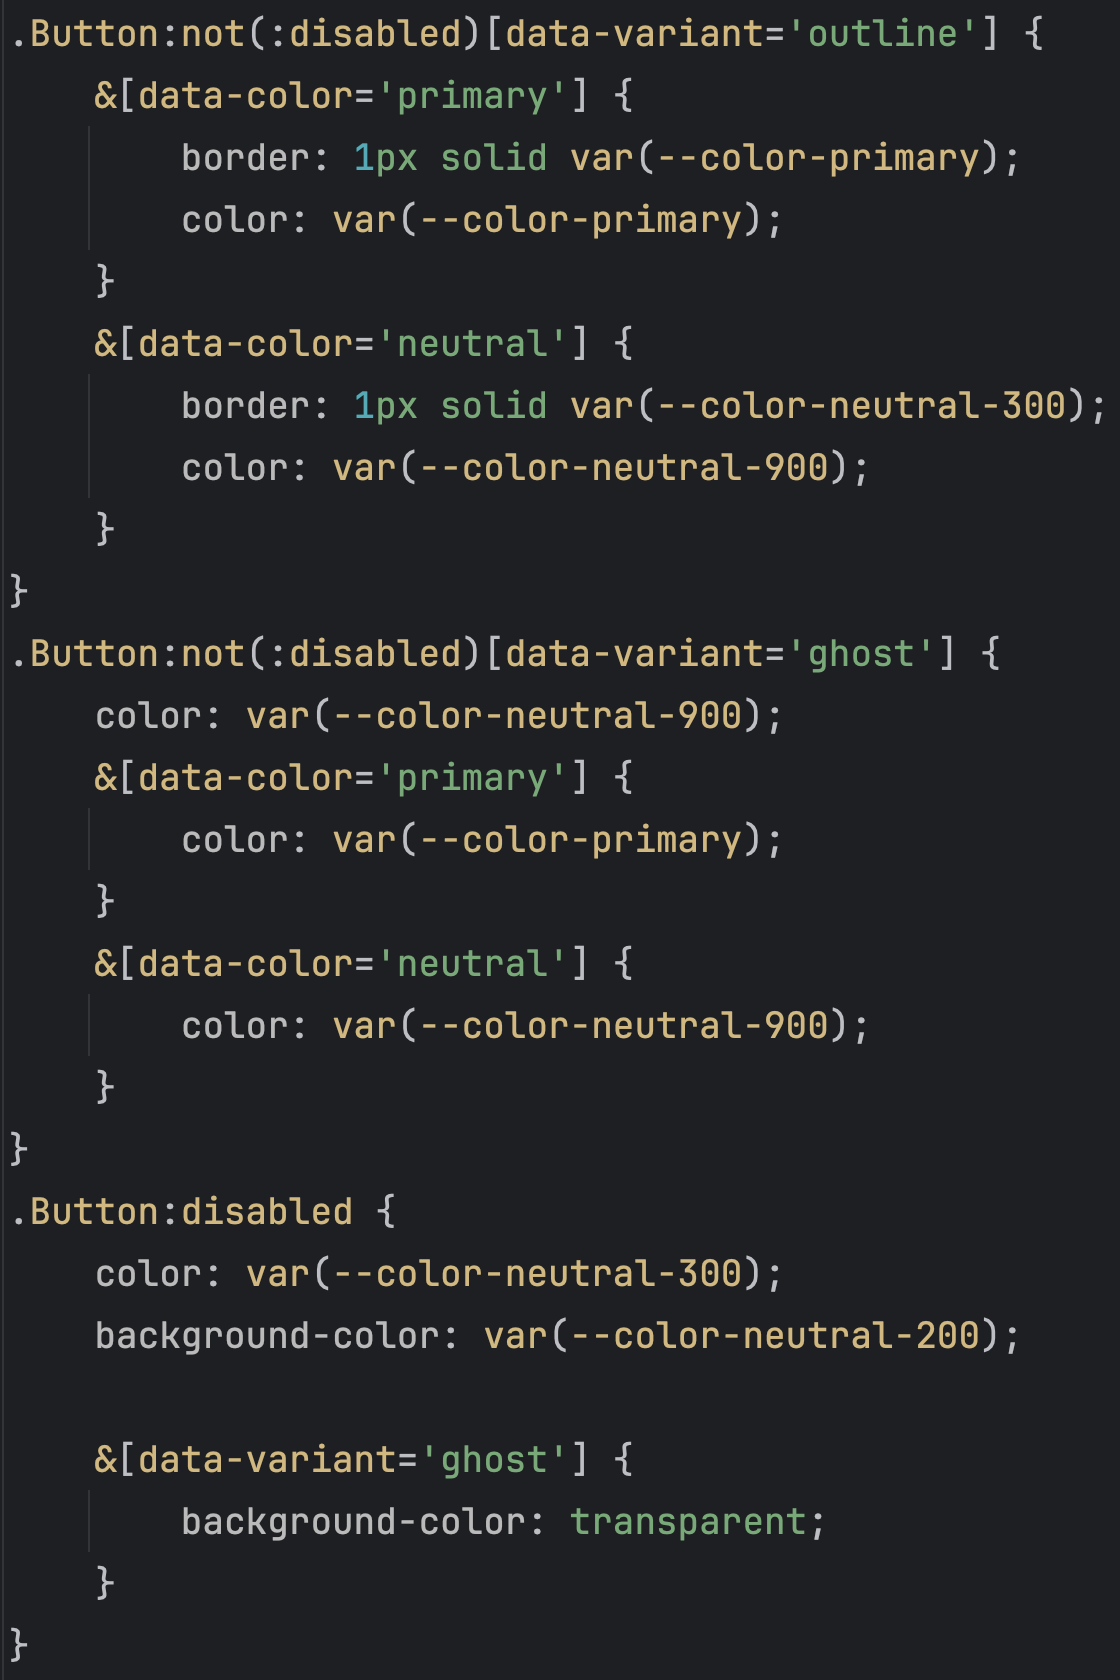 .Button:not(:disabled)[data-variant='outline'] {
    &[data-color='primary'] {
        border: 1px solid var(--color-primary);
        color: var(--color-primary);
    }
    &[data-color='neutral'] {
        border: 1px solid var(--color-neutral-300);
        color: var(--color-neutral-900);
    }
}
.Button:not(:disabled)[data-variant='ghost'] {
    color: var(--color-neutral-900);
    &[data-color='primary'] {
        color: var(--color-primary);
    }
    &[data-color='neutral'] {
        color: var(--color-neutral-900);
    }
}
.Button:disabled {
    color: var(--color-neutral-300);
    background-color: var(--color-neutral-200);

    &[data-variant='ghost'] {
        background-color: transparent;
    }
}